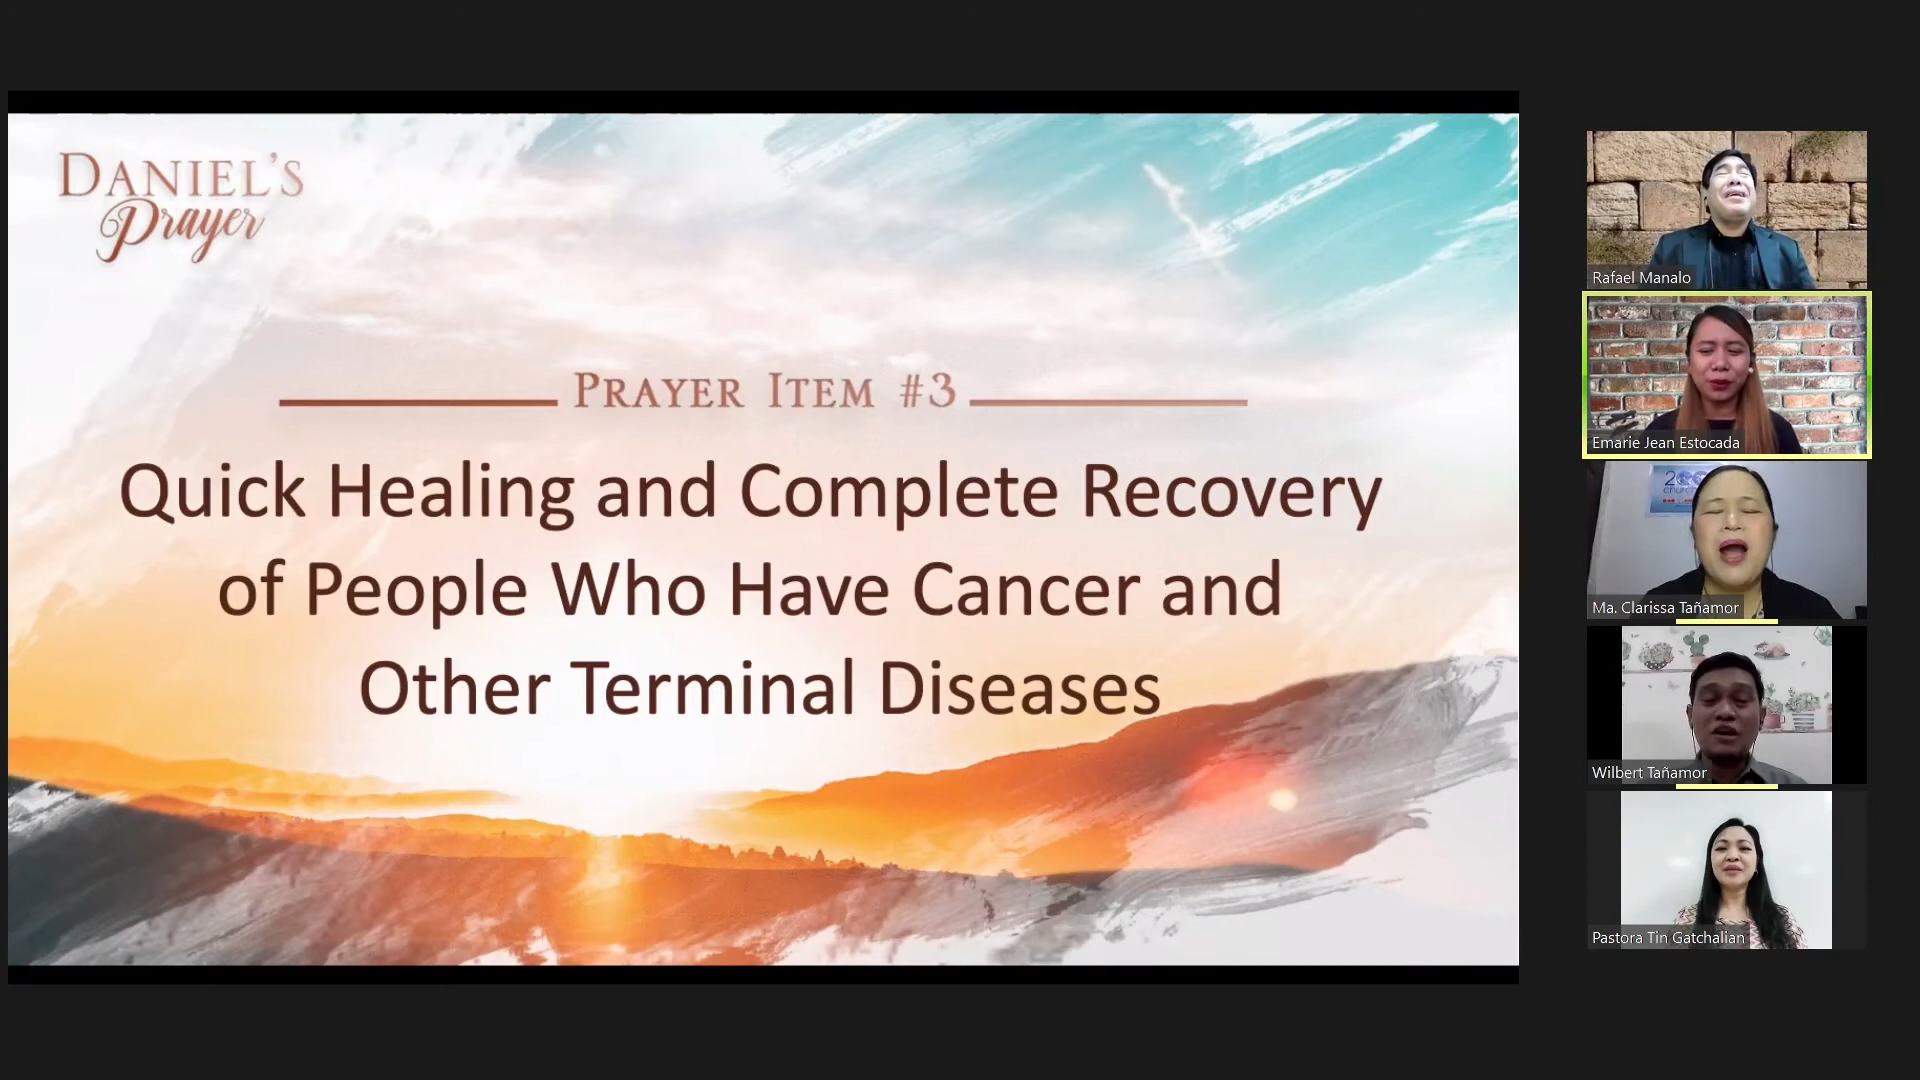 DANIEL'S
Prayer
PRAYER ITEM #3
Quick Healing and Complete Recovery
of People Who Have Cancer and
Other Terminal Diseases
Rafael Manalo
Emarie Jean Estocada
Ma. Clarissa Tañamor
Wilbert Tañamor
Pastora Tin Gatchalian